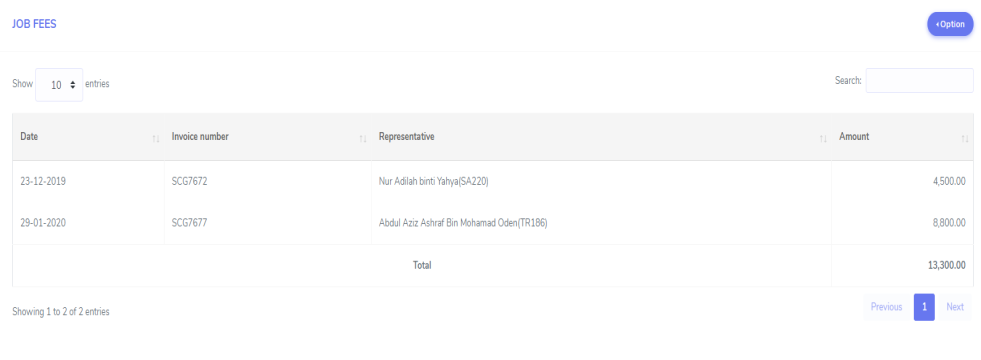 JOB FEES
Option
Show 10 entries
Search:
Date Invoice number Representative Amount
23-12-2019 SCG7672 Nur Adilah binti Yahya(SA220) 4,500.00
29-01-2020 SCG7677 Abdul Aziz Ashraf Bin Mohamad Oden(TR186) 8,800.00
Total 13,300.00
Showing 1 to 2 of 2 entries
Previous 1 Next